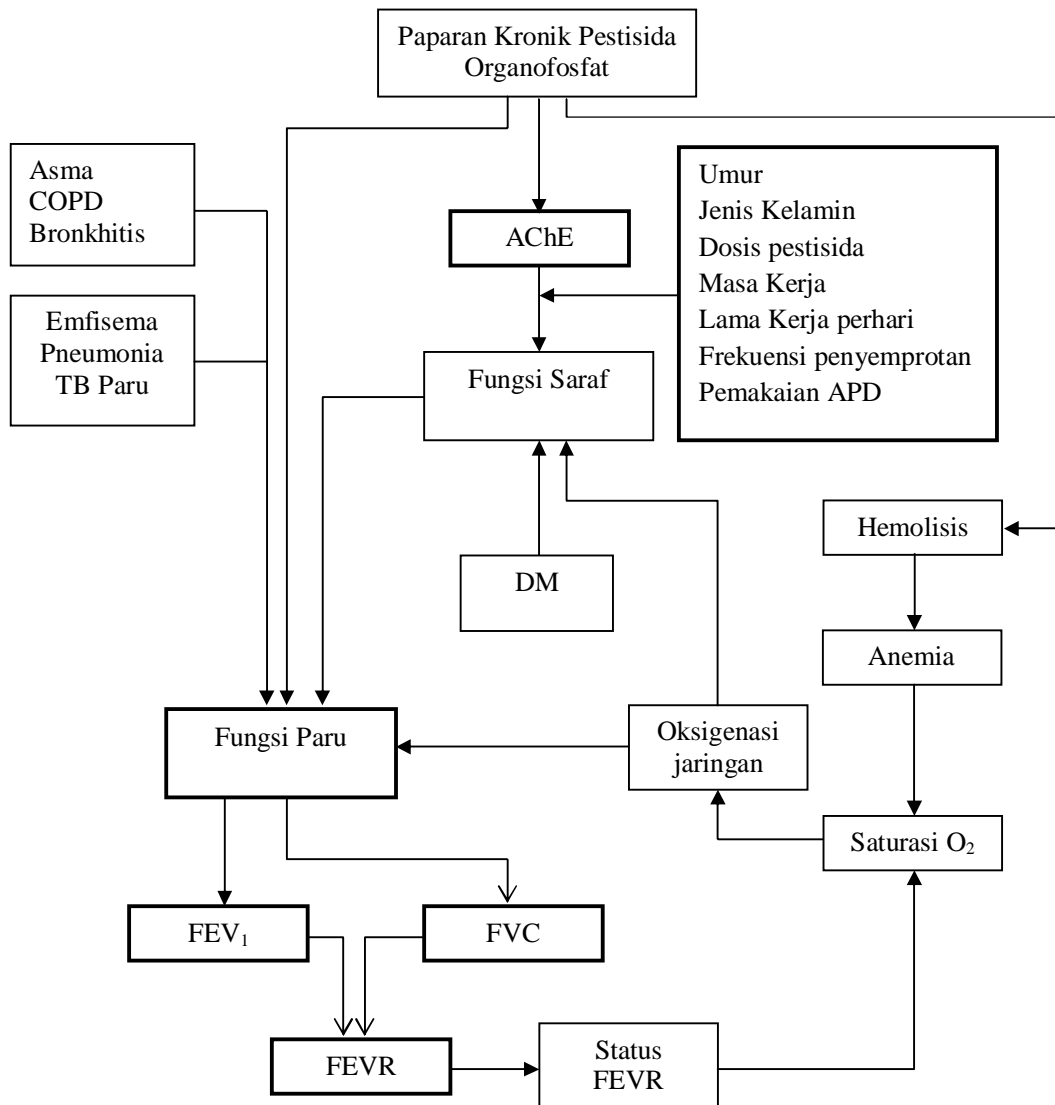 Paparan Kronik Pestisida
Organofosfat
Asma
COPD
Bronkhitis
Umur
Jenis Kelamin
Dosis pestisida
Masa Kerja
Lama Kerja perhari
Frekuensi penyemprotan
Pemakaian APD
AChE
Emfisema
Pneumonia
TB Paru
Fungsi Saraf
Hemolisis
DM
Anemia
Fungsi Paru
Oksigenasi
jaringan
Saturasi O₂
FEV₁
FVC
FEVR
Status
FEVR